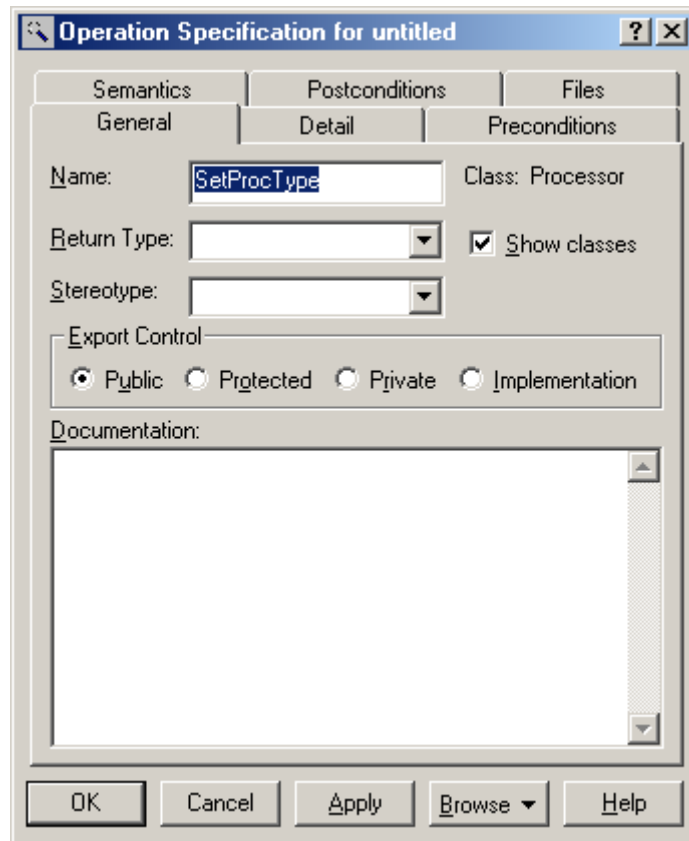 Operation Specification for untitled
Semantics Postconditions Files
General Detail Preconditions
Name: SetProcType Class: Processor
Return Type: Show classes
Stereotype:
Export Control
Public Protected Private Implementation
Documentation:
OK Cancel Apply Browse Help